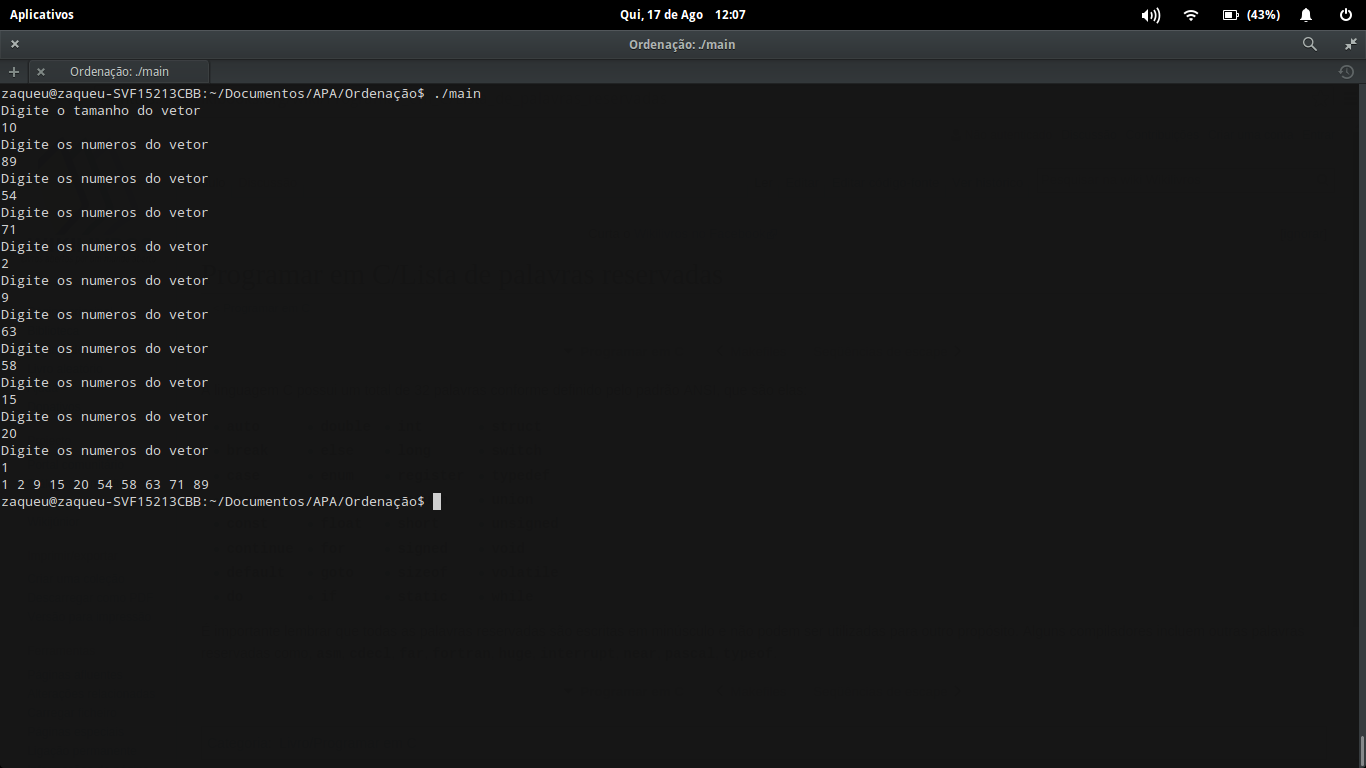 Aplicativos Qui, 17 de Ago 12:07 (43%)
Ordenação: ./main
Ordenação: ./main
zaqueu@zaqueu-SVF15213CBB:~/Documentos/APA/Ordenação$ ./main
Digite o tamanho do vetor
10
Digite os numeros do vetor
89
Digite os numeros do vetor
54
Digite os numeros do vetor
71
Digite os numeros do vetor
2
Digite os numeros do vetor
9
Digite os numeros do vetor
63
Digite os numeros do vetor
58
Digite os numeros do vetor
15
Digite os numeros do vetor
20
Digite os numeros do vetor
1
1 2 9 15 20 54 58 63 71 89
zaqueu@zaqueu-SVF15213CBB:~/Documentos/APA/Ordenação$